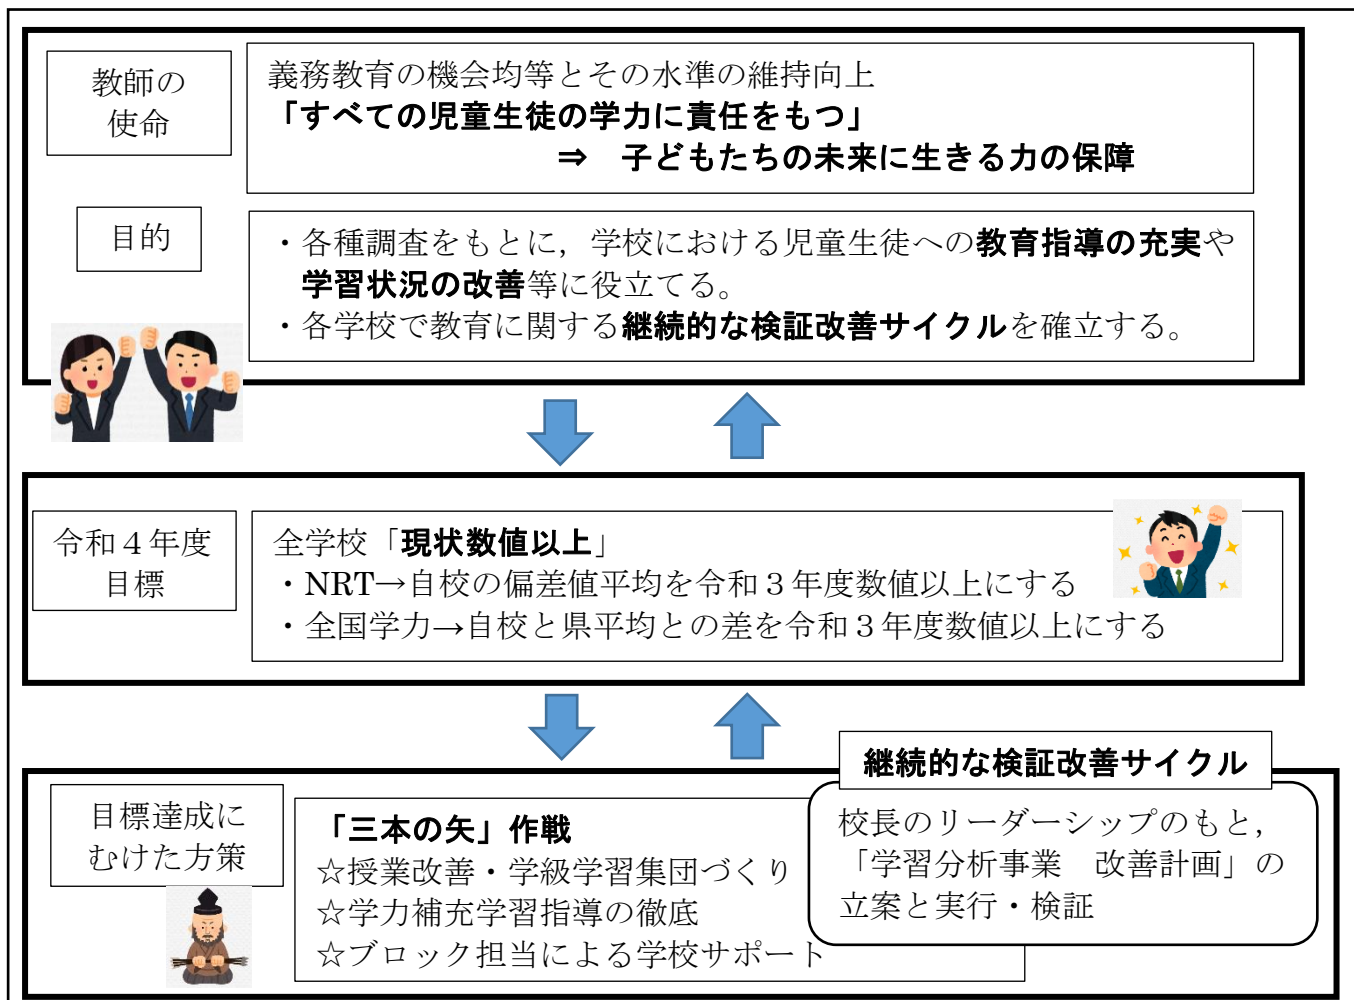 教師の
使命
義務教育の機会均等とその水準の維持向上
「すべての児童生徒の学力に責任をもつ」
⇒　子どもたちの未来に生きる力の保障
目的
・各種調査をもとに，学校における児童生徒への教育指導の充実や
学習状況の改善等に役立てる。
・各学校で教育に関する継続的な検証改善サイクルを確立する。
令和４年度
目標
全学校「現状数値以上」
・NRT→自校の偏差値平均を令和３年度数値以上にする
・全国学力→自校と県平均との差を令和３年度数値以上にする
目標達成に
むけた方策
「三本の矢」作戦
☆授業改善・学級学習集団づくり
☆学力補充学習指導の徹底
☆ブロック担当による学校サポート
継続的な検証改善サイクル
校長のリーダーシップのもと，
「学習分析事業　改善計画」の
立案と実行・検証